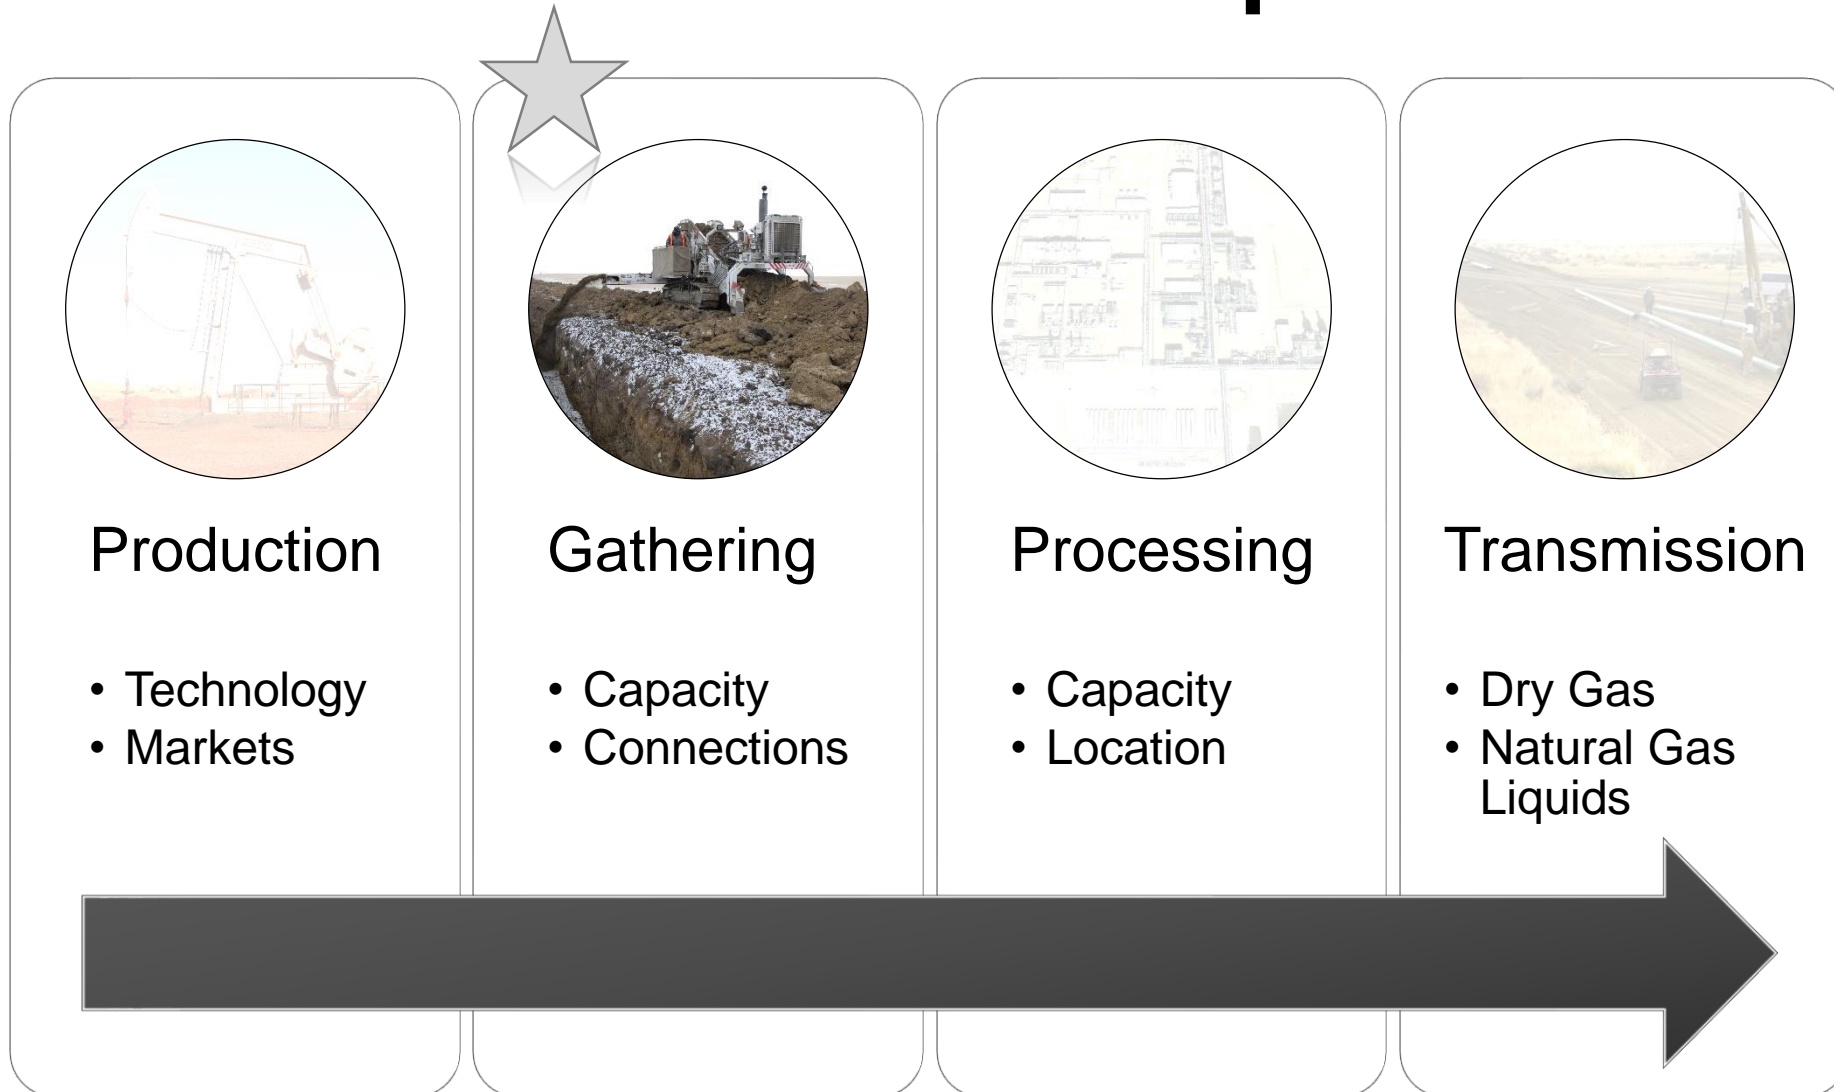 Production
• Technology
• Markets
Gathering
• Capacity
• Connections
Processing
• Capacity
• Location
Transmission
• Dry Gas
• Natural Gas
Liquids